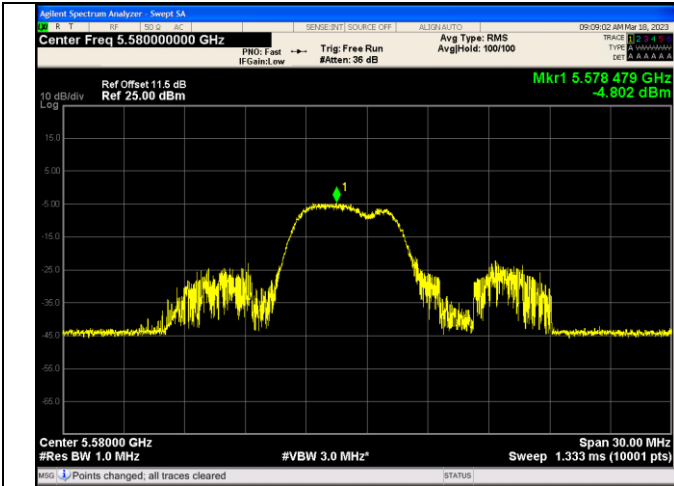 Agilent Spectrum Analyzer - Swept SA
R T RF 50 Ω AC SENSE:INT SOURCE OFF ALIGNAUTO 09:09:02 AM Mar 18, 2023
Center Freq 5.580000000 GHz Avg Type: RMS TRACE 1 2 3 4 5 6
PNO: Fast Trig: Free Run Avg|Hold: 100/100 TYPE A
IFGain:Low #Atten: 36 dB DET A A A A A A
Mkr1 5.578 479 GHz
Ref Offset 11.5 dB -4.802 dBm
10 dB/div Ref 25.00 dBm
Log
15.0
5.00
1
-5.00
-15.0
-25.0
-35.0
-45.0
-55.0
-65.0
Center 5.58000 GHz Span 30.00 MHz
#Res BW 1.0 MHz #VBW 3.0 MHz* Sweep 1.333 ms (10001 pts)
MSG Points changed; all traces cleared STATUS